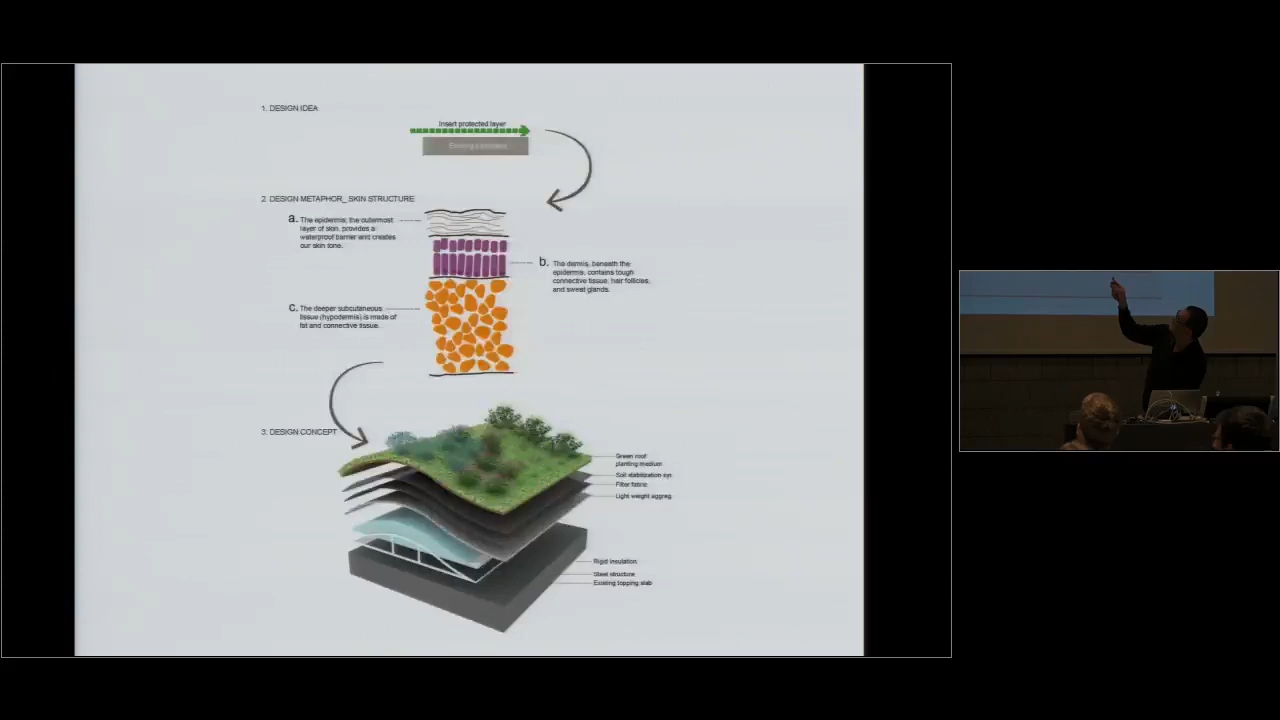 1. DESIGN IDEA
Insert protected layer
2. DESIGN METAPHOR_ SKIN STRUCTURE
a. The epidermis, the outermost
layer of skin, provides a
waterproof barrier and creates
our skin tone.
b. The dermis, beneath the
epidermis, contains tough
connective tissue, hair follicles,
and sweat glands.
c. The deeper subcutaneous
tissue (hypodermis) is made of
fat and connective tissue.
3. DESIGN CONCEPT
Green roof
planting medium
Soil stabilization sys
Filter fabric
Light weight aggreg
Rigid insulation
Steel structure
Existing topping slab